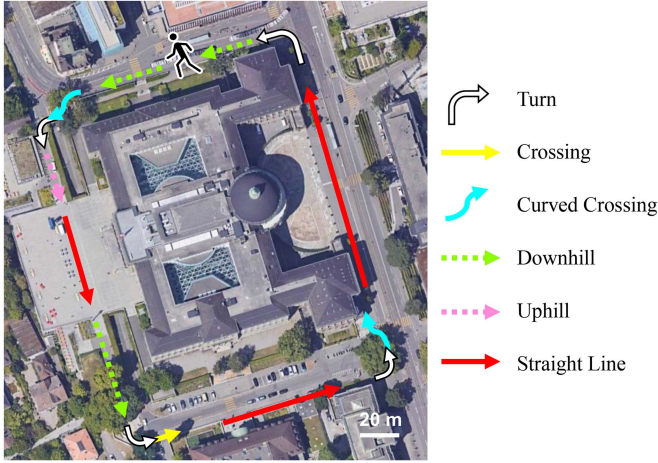 Turn
Crossing
Curved Crossing
Downhill
Uphill
Straight Line
20 m